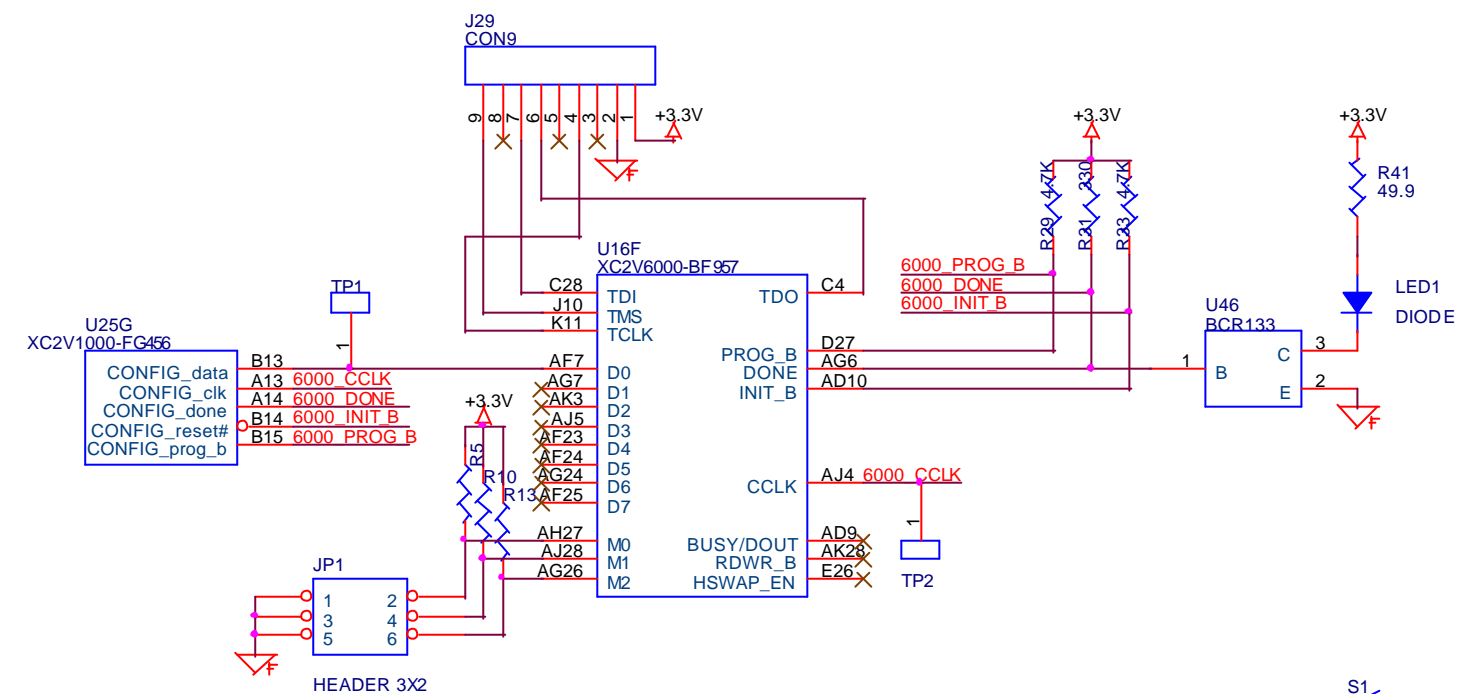 J29
CON9
9
8
7
6
5
4
3
2
1
+3.3V
+3.3V
+3.3V
R29 4.7K
R31 330
R33 4.7K
R41
49.9
U16F
XC2V6000-BF957
C28 TDI
J10 TMS
K11 TCLK
TDO C4
6000_PROG_B
6000_DONE
6000_INIT_B
LED1
DIODE
U46
BCR133
1 B
C 3
E 2
TP1
1
U25G
XC2V1000-FG456
CONFIG_data B13
CONFIG_clk A13 6000_CCLK
CONFIG_done A14 6000_DONE
CONFIG_reset# B14 6000_INIT_B
CONFIG_prog_b B15 6000_PROG_B
AF7 D0
AG7 D1
AK3 D2
AJ5 D3
AF23 D4
AF24 D5
AG24 D6
AF25 D7
PROG_B D27
DONE AG6
INIT_B AD10
+3.3V
R5
R10
R13
CCLK AJ4 6000_CCLK
1
TP2
AH27 M0
AJ28 M1
AG26 M2
BUSY/DOUT AD9
RDWR_B AK28
HSWAP_EN E26
JP1
1 2
3 4
5 6
HEADER 3X2
S1